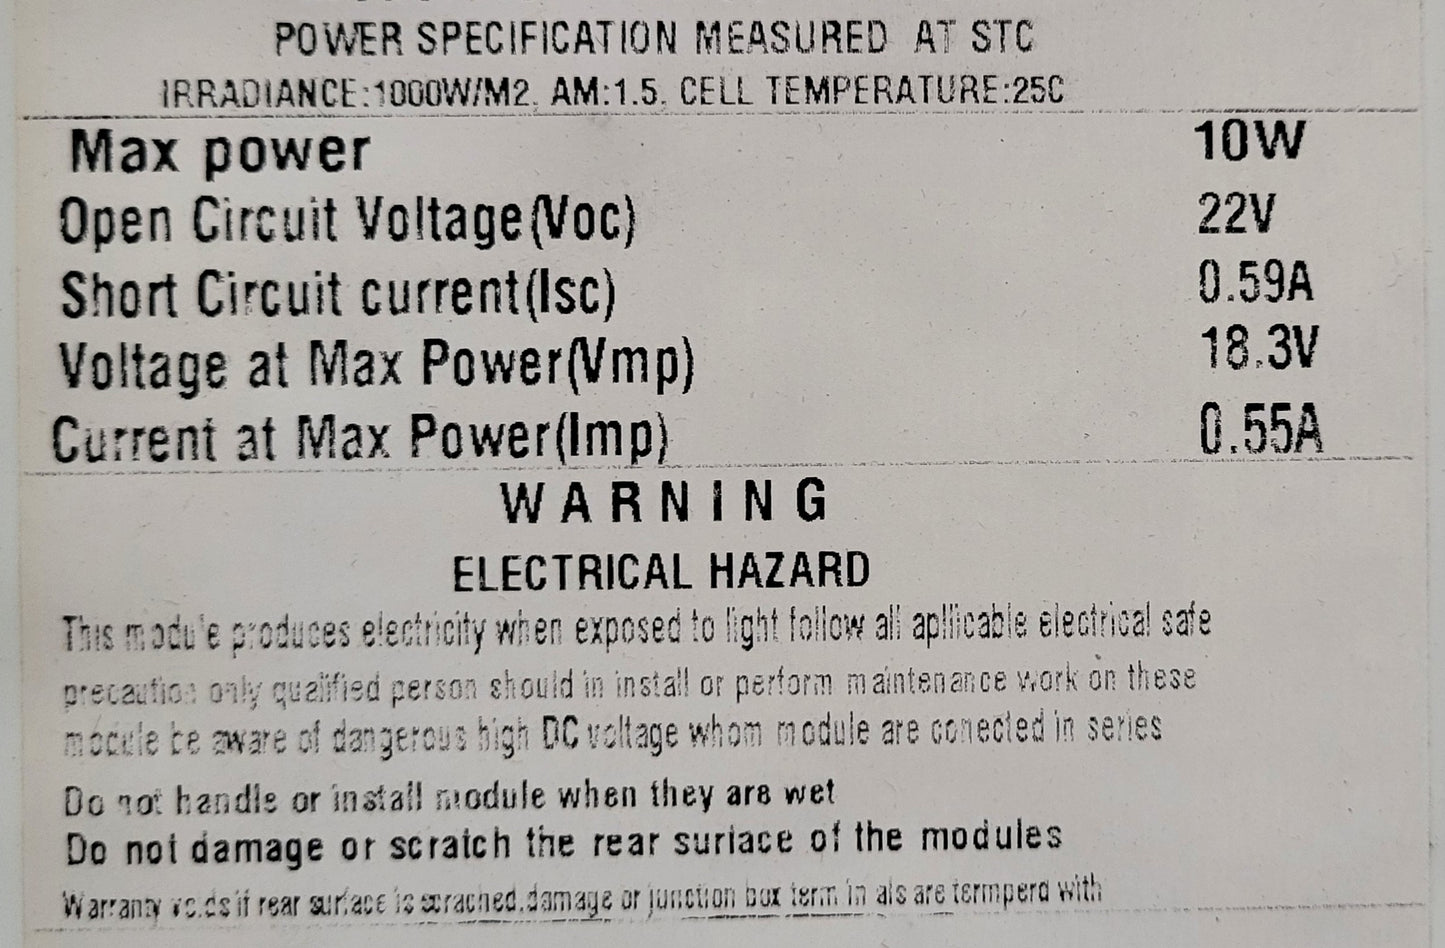 POWER SPECIFICATION MEASURED AT STC
IRRADIANCE:1000W/M2. AM:1.5. CELL TEMPERATURE:25C
Max power 10W
Open Circuit Voltage(Voc) 22V
Short Circuit current(Isc) 0.59A
Voltage at Max Power(Vmp) 18.3V
Current at Max Power(Imp) 0.55A
WARNING
ELECTRICAL HAZARD
This module produces electricity when exposed to light follow all apllicable electrical safe
precaution only qualified person should in install or perform maintenance work on these
module be aware of dangerous high DC voltage whom module are conected in series
Do not handle or install module when they are wet
Do not damage or scratch the rear surface of the modules
Warranty voids if rear surface is scrached.damage or junction box term in als are termperd with